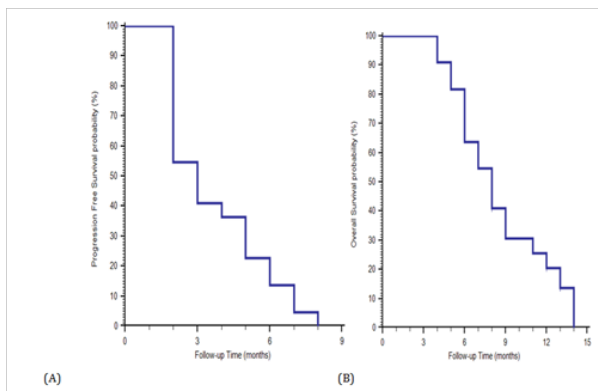 Progression Free Survival probability (%)
100
90
80
70
60
50
40
30
20
10
0
0 3 6 9
Follow-up Time (months)
(A)
Overall Survival probability (%)
100
90
80
70
60
50
40
30
20
10
0
0 3 6 9 12 15
Follow-up Time (months)
(B)